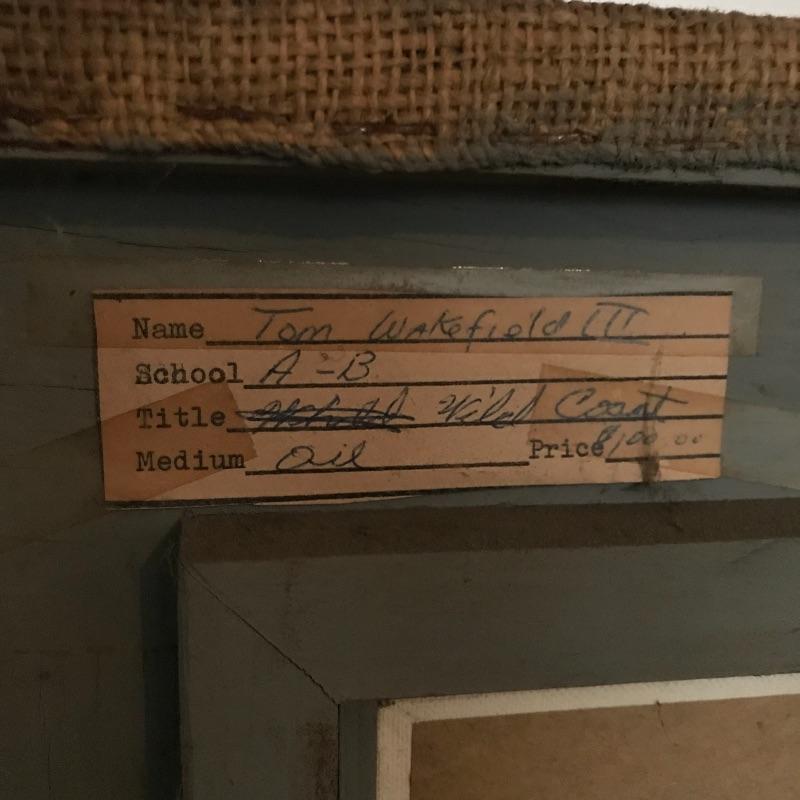 Name Tom Wakefield III
School A-B
Title Wild Coast
Medium Oil Price $100.00